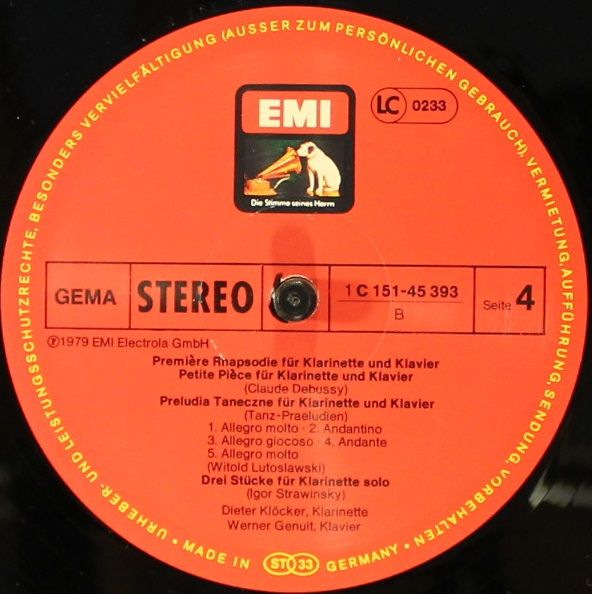 URHEBER- UND LEISTUNGSSCHUTZRECHTE, BESONDERS VERVIELFÄLTIGUNG (AUSSER ZUM PERSÖNLICHEN GEBRAUCH), VERMIETUNG, AUFFÜHRUNG, SENDUNG, VORBEHALTEN
EMI
Die Stimme seines Herrn
LC 0233
GEMA
STEREO
1 C 151-45 393
B
Seite 4
℗1979 EMI Electrola GmbH
Première Rhapsodie für Klarinette und Klavier
Petite Pièce für Klarinette und Klavier
(Claude Debussy)
Preludia Taneczne für Klarinette und Klavier
(Tanz-Praeludien)
1. Allegro molto · 2. Andantino
3. Allegro giocoso · 4. Andante
5. Allegro molto
(Witold Lutoslawski)
Drei Stücke für Klarinette solo
(Igor Strawinsky)
Dieter Klöcker, Klarinette
Werner Genuit, Klavier
• MADE IN ST 33 GERMANY •